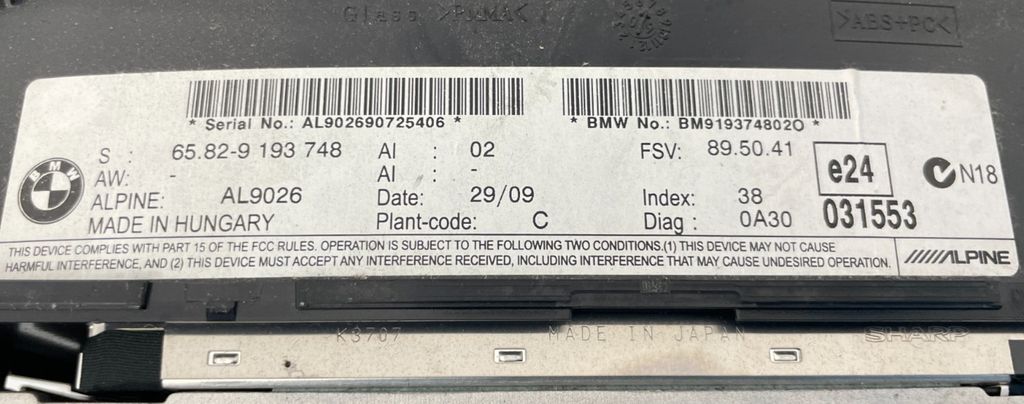 Glass >PMMA<
>ABS+PC<
* Serial No.: AL902690725406 *
* BMW No.: BM91937480​2O *
S : 65.82-9 193 748 AI : 02 FSV: 89.50.41 e24 N18
AW: - AI : -
ALPINE: AL9026 Date: 29/09 Index: 38 031553
MADE IN HUNGARY Plant-code: C Diag : 0A30
BMW
THIS DEVICE COMPLIES WITH PART 15 OF THE FCC RULES. OPERATION IS SUBJECT TO THE FOLLOWING TWO CONDITIONS.(1) THIS DEVICE MAY NOT CAUSE
HARMFUL INTERFERENCE, AND (2) THIS DEVICE MUST ACCEPT ANY INTERFERENCE RECEIVED, INCLUDING INTERFERENCE THAT MAY CAUSE UNDESIRED OPERATION.
ALPINE
K3707 MADE IN JAPAN SHARP